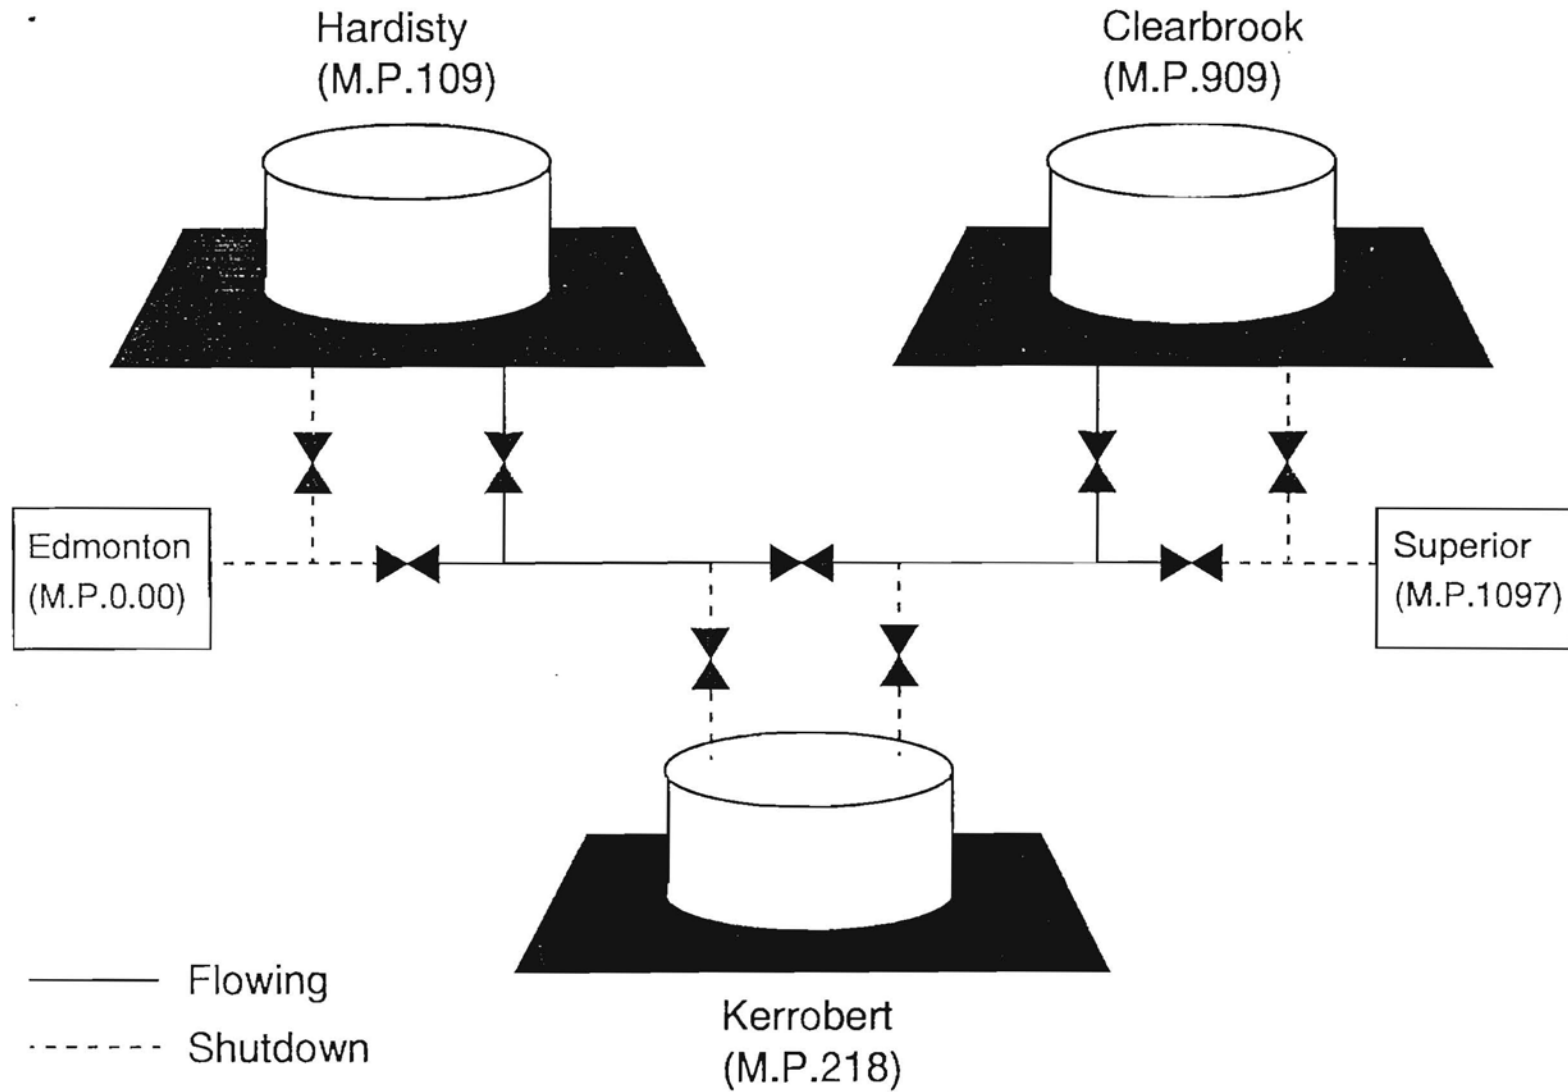 Hardisty
(M.P.109)
Clearbrook
(M.P.909)
Edmonton
(M.P.0.00)
Superior
(M.P.1097)
Flowing
Shutdown
Kerrobert
(M.P.218)